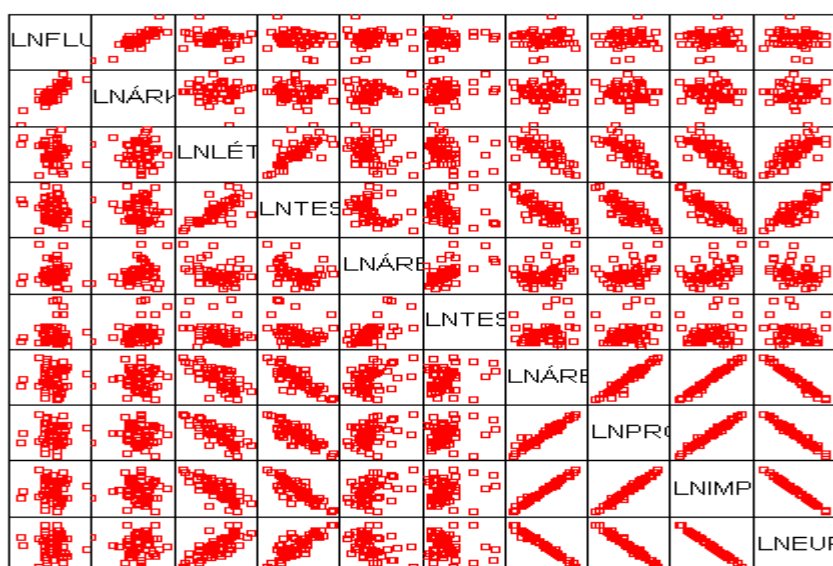 LNFLU
LNÁRK
LNLÉT
LNTES
LNÁRE
LNTES
LNÁRE
LNPRO
LNIMP
LNEUR